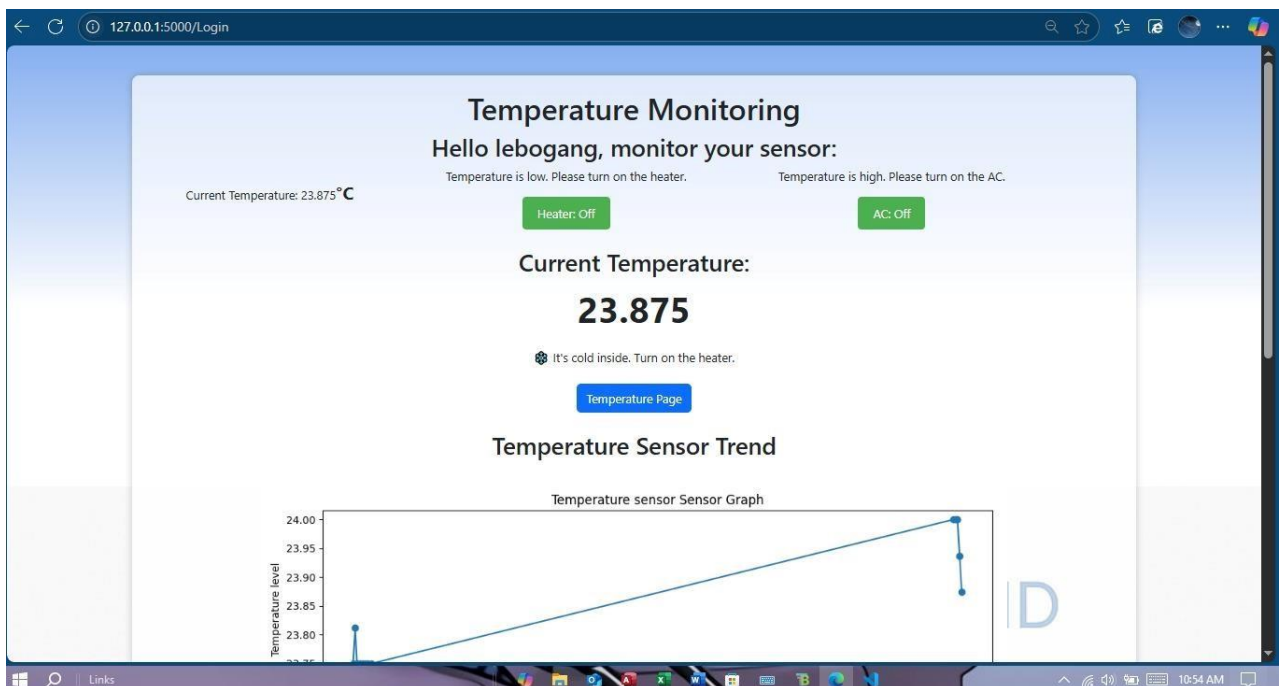 127.0.0.1:5000/Login
Temperature Monitoring
Hello lebogang, monitor your sensor:
Current Temperature: 23.875°C
Temperature is low. Please turn on the heater.
Heater: Off
Temperature is high. Please turn on the AC.
AC: Off
Current Temperature:
23.875
It's cold inside. Turn on the heater.
Temperature Page
Temperature Sensor Trend
Temperature sensor Sensor Graph
24.00
23.95
23.90
23.85
23.80
Temperature level
D
Links
10:54 AM